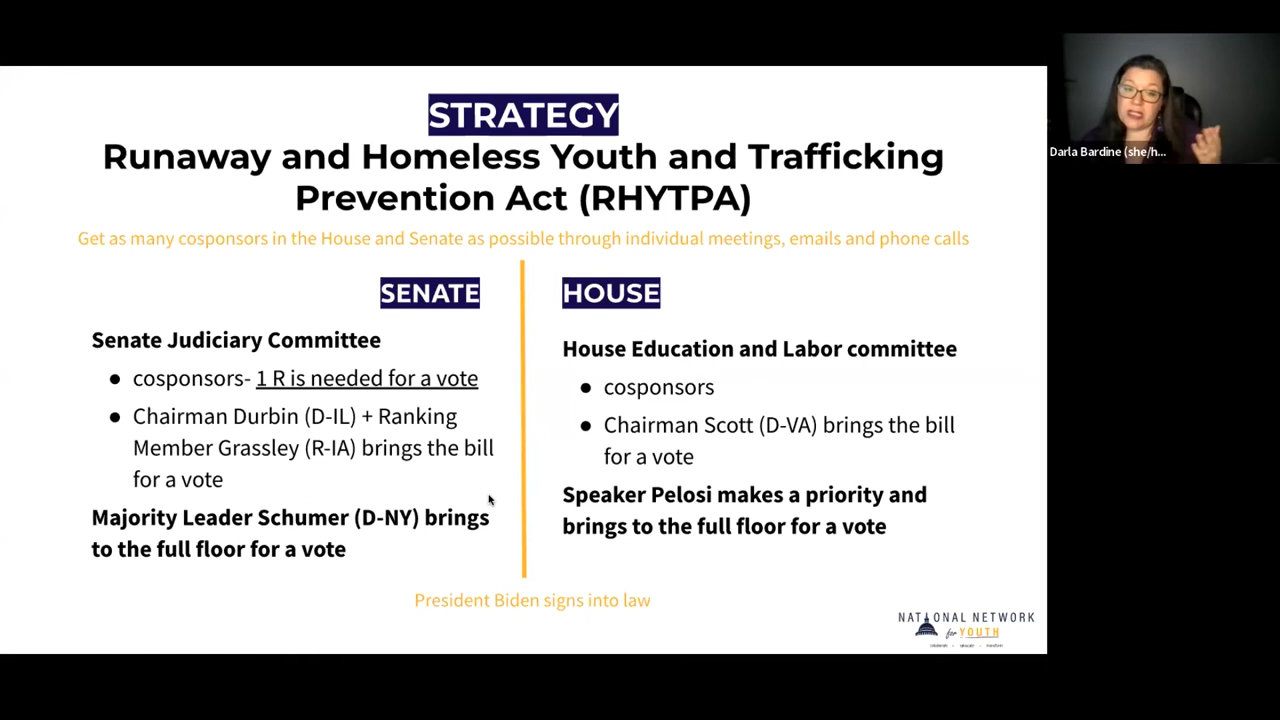 STRATEGY
Runaway and Homeless Youth and Trafficking
Prevention Act (RHYTPA)
Get as many cosponsors in the House and Senate as possible through individual meetings, emails and phone calls
SENATE
Senate Judiciary Committee
● cosponsors- 1 R is needed for a vote
● Chairman Durbin (D-IL) + Ranking
Member Grassley (R-IA) brings the bill
for a vote
Majority Leader Schumer (D-NY) brings
to the full floor for a vote
HOUSE
House Education and Labor committee
● cosponsors
● Chairman Scott (D-VA) brings the bill
for a vote
Speaker Pelosi makes a priority and
brings to the full floor for a vote
President Biden signs into law
NATIONAL NETWORK
for YOUTH
Darla Bardine (she/h...